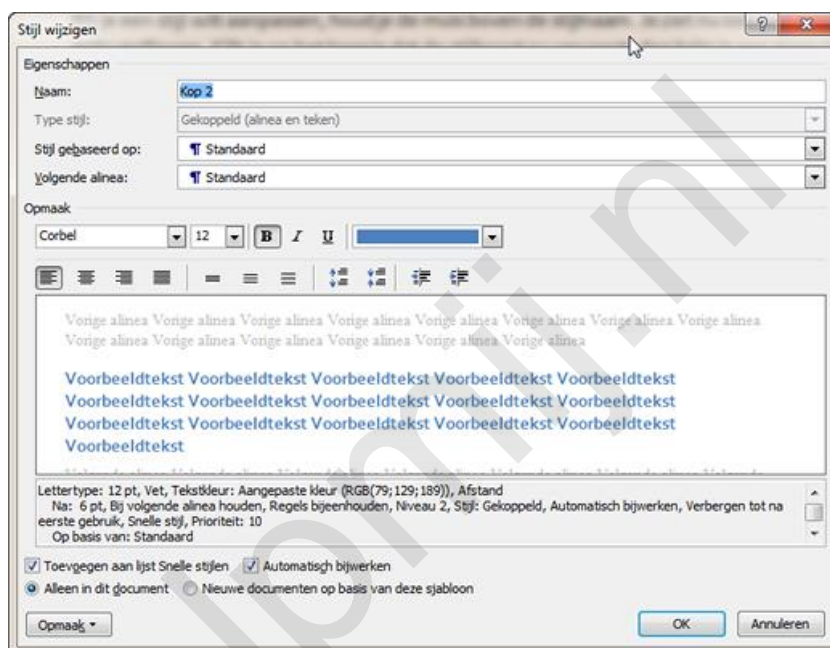 Stijl wijzigen
Eigenschappen
Naam: Kop 2
Type stijl: Gekoppeld (alinea en teken)
Stijl gebaseerd op: ¶ Standaard
Volgende alinea: ¶ Standaard
Opmaak
Corbel 12 B I U
Vorige alinea Vorige alinea Vorige alinea Vorige alinea Vorige alinea Vorige alinea Vorige alinea Vorige alinea
Vorige alinea Vorige alinea Vorige alinea Vorige alinea Vorige alinea Vorige alinea
Voorbeeldtekst Voorbeeldtekst Voorbeeldtekst Voorbeeldtekst Voorbeeldtekst
Voorbeeldtekst Voorbeeldtekst Voorbeeldtekst Voorbeeldtekst Voorbeeldtekst
Voorbeeldtekst Voorbeeldtekst Voorbeeldtekst Voorbeeldtekst Voorbeeldtekst
Voorbeeldtekst
Lettertype: 12 pt, Vet, Tekstkleur: Aangepaste kleur (RGB(79;129;189)), Afstand
Na: 6 pt, Bij volgende alinea houden, Regels bijeenhouden, Niveau 2, Stijl: Gekoppeld, Automatisch bijwerken, Verbergen tot na
eerste gebruik, Snelle stijl, Prioriteit: 10
Op basis van: Standaard
Toevgegen aan lijst Snelle stijlen Automatisch bijwerken
Alleen in dit document Nieuwe documenten op basis van deze sjabloon
Opmaak OK Annuleren
lpmij.nl